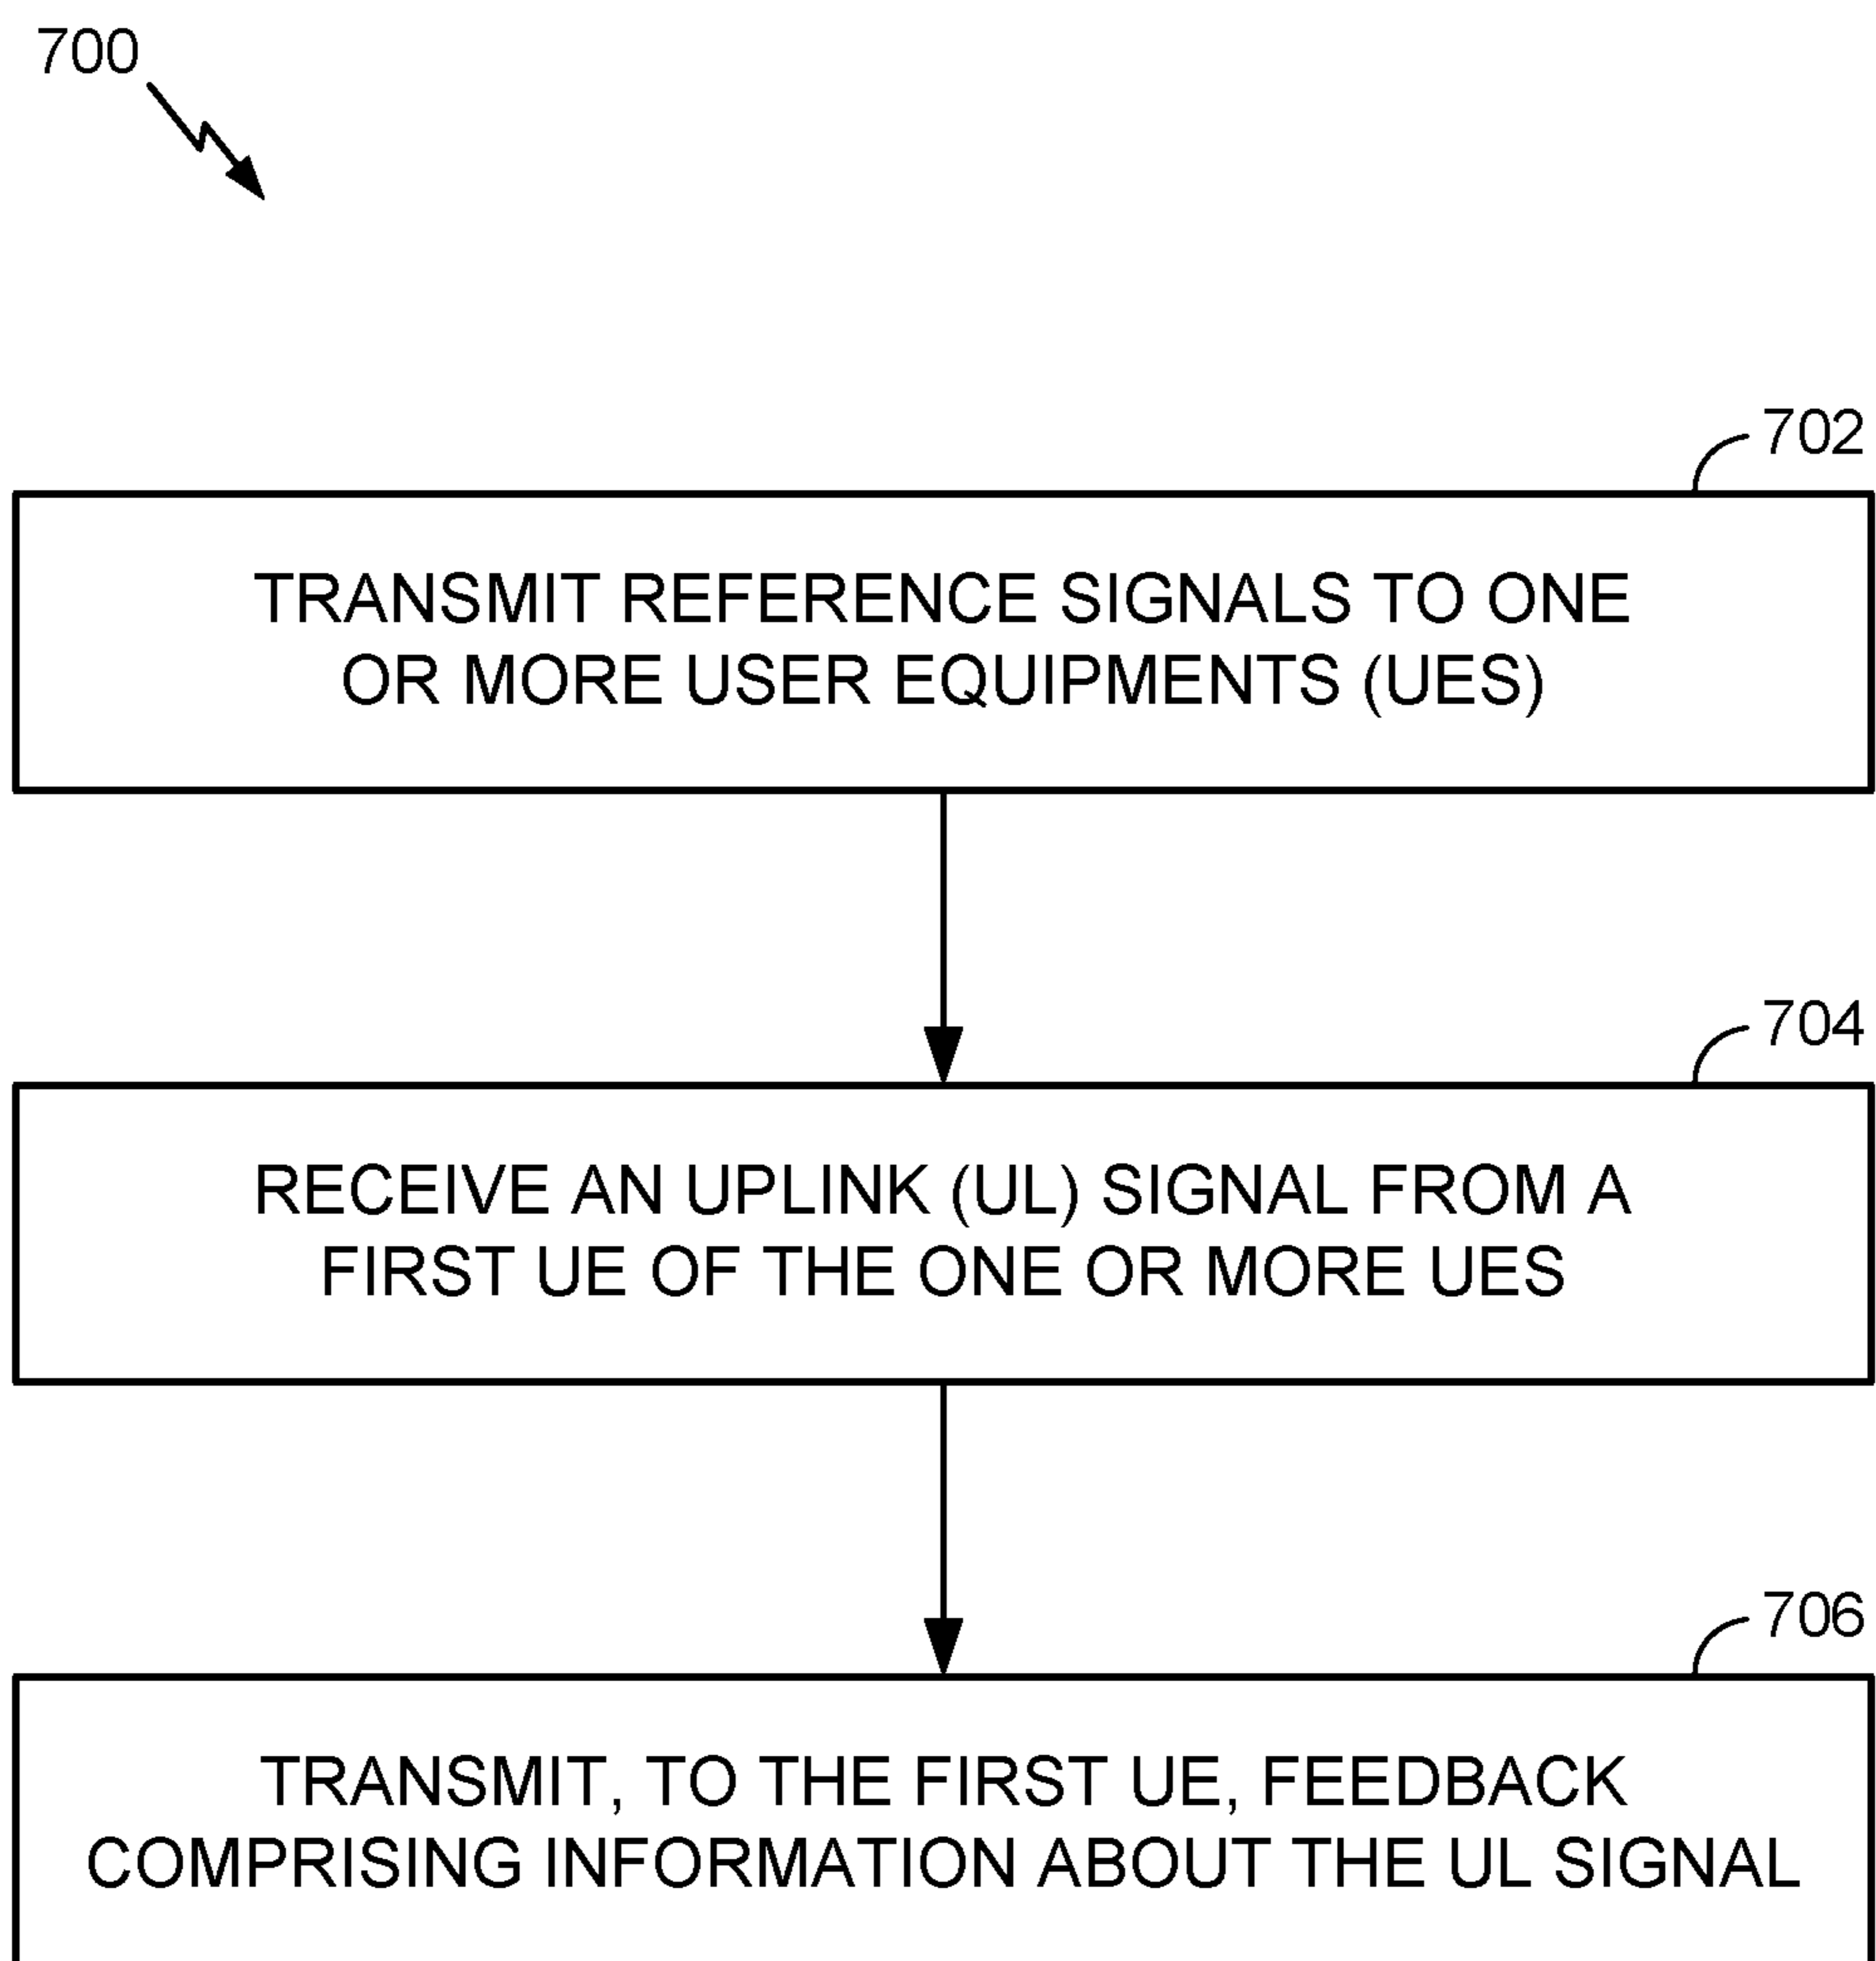 700
702
TRANSMIT REFERENCE SIGNALS TO ONE
OR MORE USER EQUIPMENTS (UES)
704
RECEIVE AN UPLINK (UL) SIGNAL FROM A
FIRST UE OF THE ONE OR MORE UES
706
TRANSMIT, TO THE FIRST UE, FEEDBACK
COMPRISING INFORMATION ABOUT THE UL SIGNAL